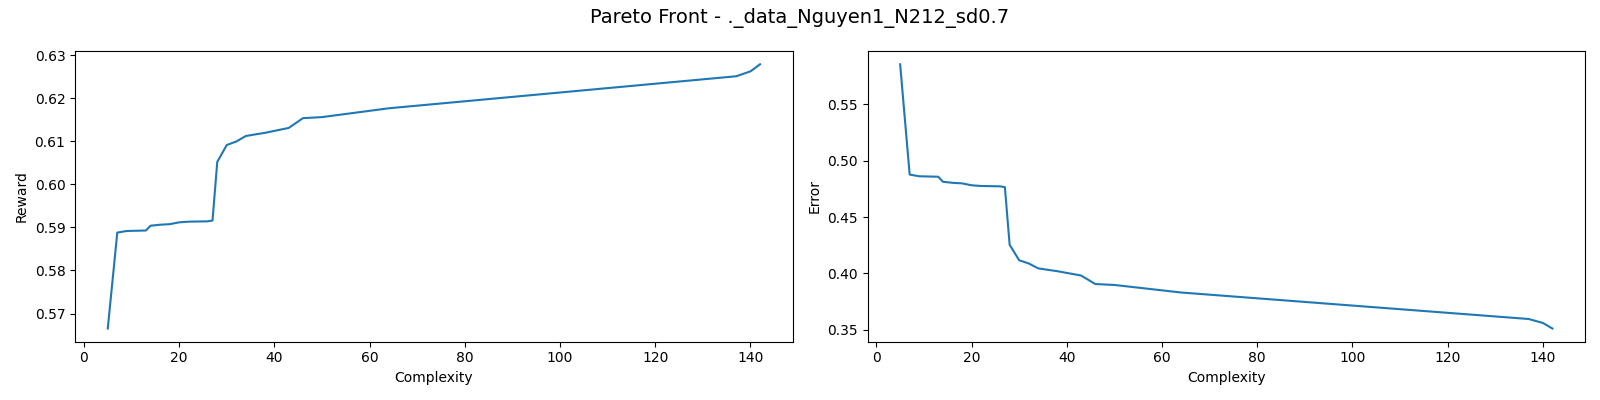 Pareto Front - ._data_Nguyen1_N212_sd0.7
0.63
0.62
0.61
0.60
0.59
0.58
0.57
Reward
0 20 40 60 80 100 120 140
Complexity
0.55
0.50
0.45
0.40
0.35
Error
0 20 40 60 80 100 120 140
Complexity